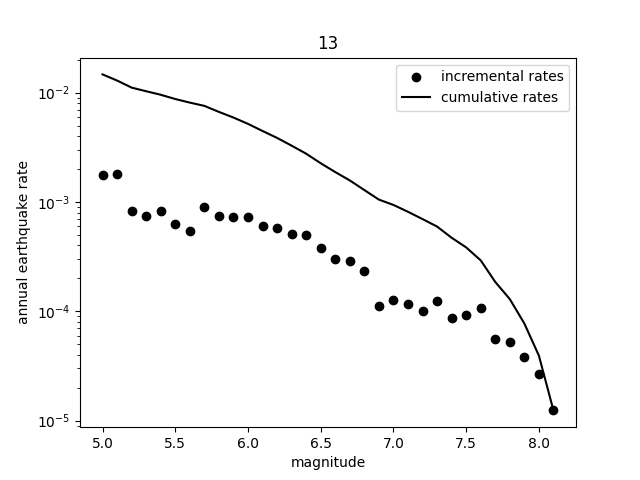 13
incremental rates
cumulative rates
annual earthquake rate
10⁻²
10⁻³
10⁻⁴
10⁻⁵
5.0 5.5 6.0 6.5 7.0 7.5 8.0
magnitude